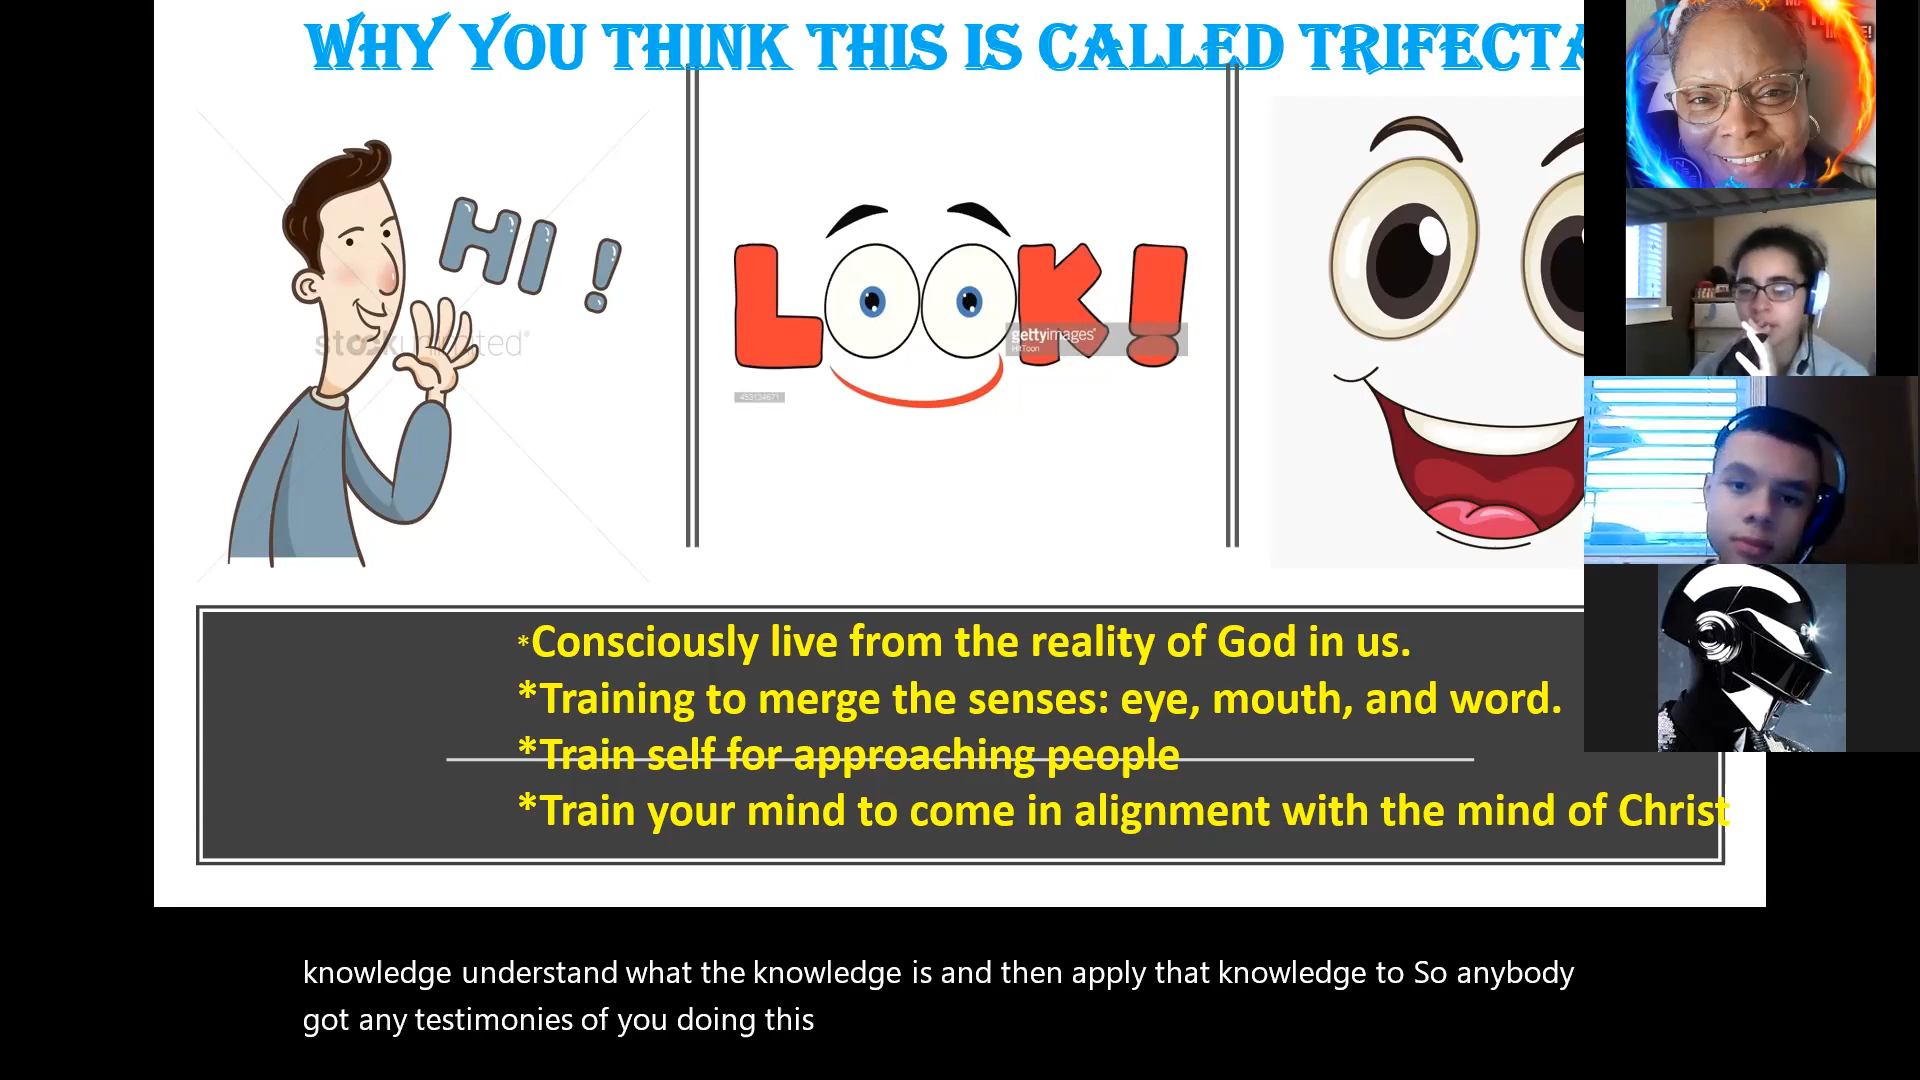 WHY YOU THINK THIS IS CALLED TRIFECTA
HI !
stockunlimited
LOOK!
gettyimages®
HitToon
453134671
*Consciously live from the reality of God in us.
*Training to merge the senses: eye, mouth, and word.
*Train self for approaching people
*Train your mind to come in alignment with the mind of Christ
knowledge understand what the knowledge is and then apply that knowledge to So anybody
got any testimonies of you doing this